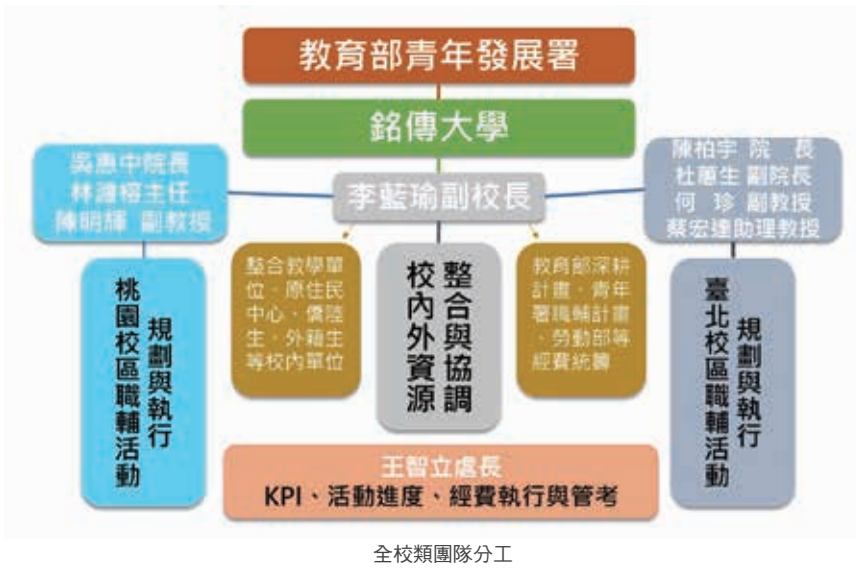 教育部青年發展署
銘傳大學
吳惠中院長
林濰榕主任
陳明輝 副教授
李藍瑜副校長
陳柏宇 院 長
杜蕙生 副院長
何 珍 副教授
蔡宏達助理教授
規劃與執行
桃園校區職輔活動
整合教學單
位、原住民
中心、僑陸
生、外籍生
等校內單位
整合與協調
校內外資源
教育部深耕
計畫、青年
署職輔計畫
、勞動部等
經費統籌
規劃與執行
臺北校區職輔活動
王智立處長
KPI、活動進度、經費執行與管考
全校類團隊分工